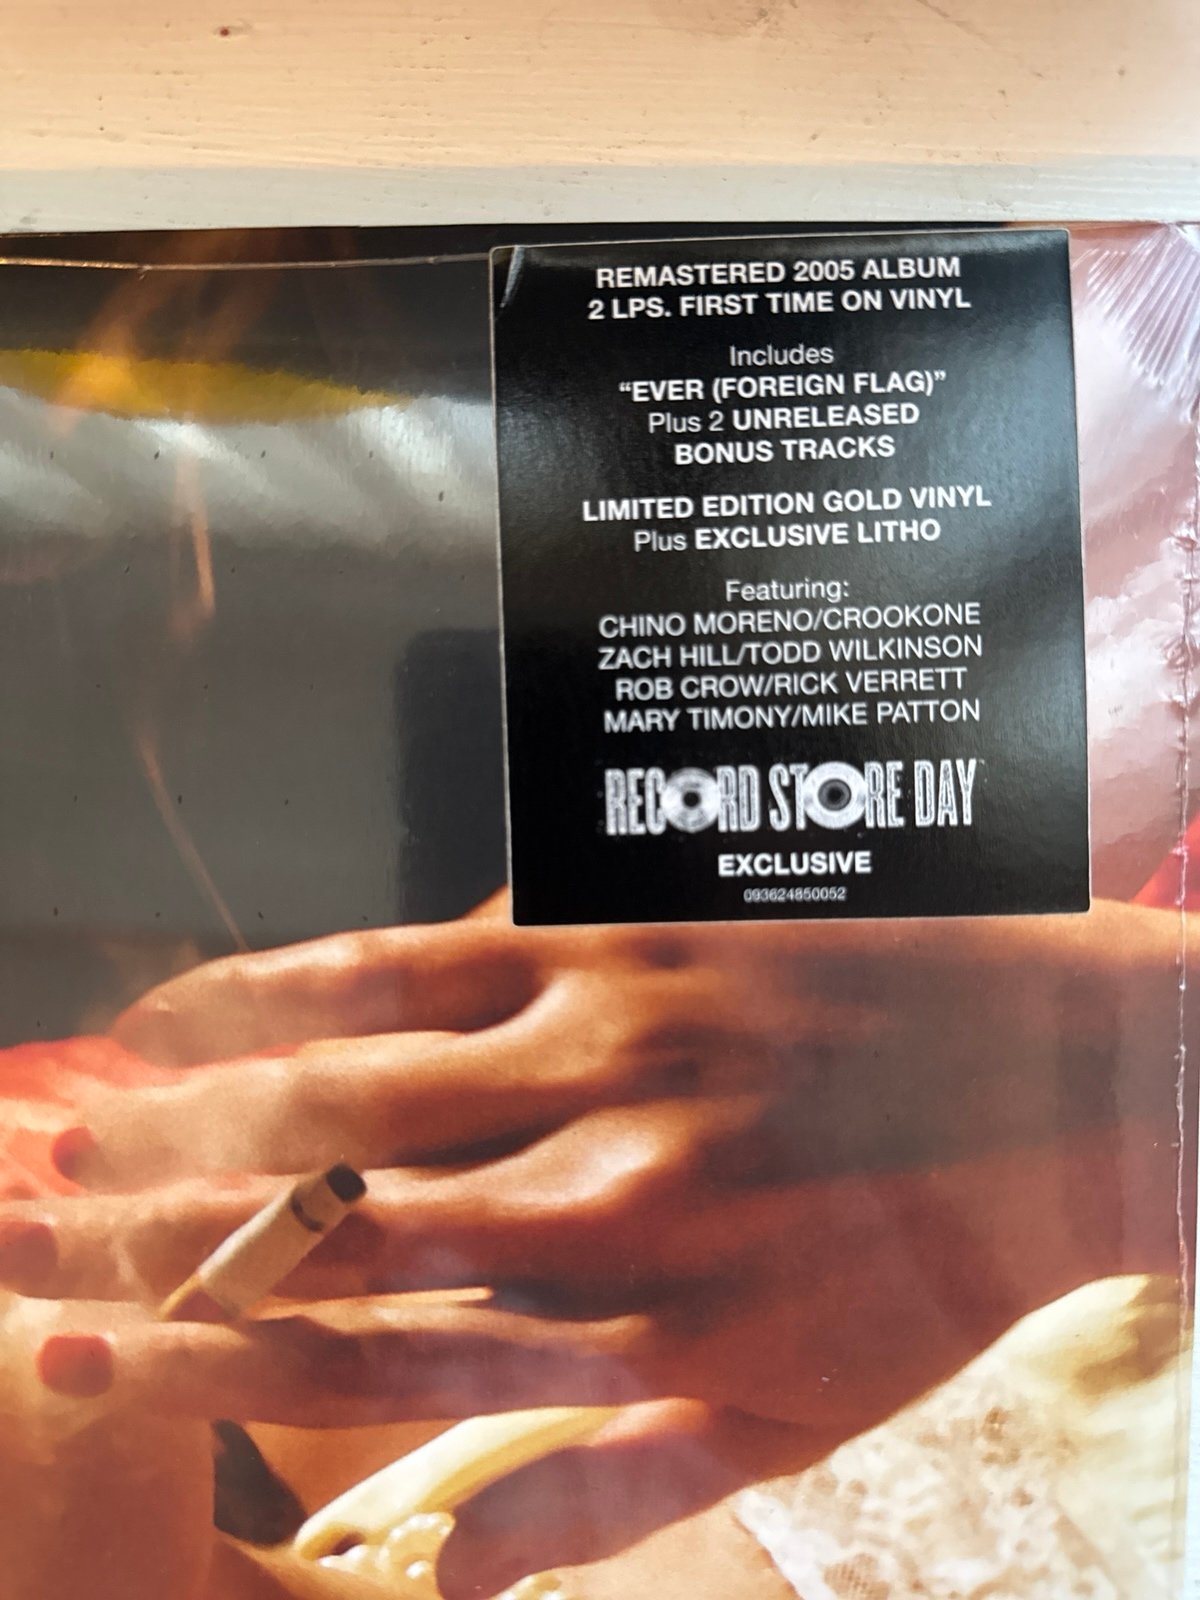 REMASTERED 2005 ALBUM
2 LPS. FIRST TIME ON VINYL
Includes
“EVER (FOREIGN FLAG)”
Plus 2 UNRELEASED
BONUS TRACKS
LIMITED EDITION GOLD VINYL
Plus EXCLUSIVE LITHO
Featuring:
CHINO MORENO/CROOKONE
ZACH HILL/TODD WILKINSON
ROB CROW/RICK VERRETT
MARY TIMONY/MIKE PATTON
RECORD STORE DAY
EXCLUSIVE
093624850052